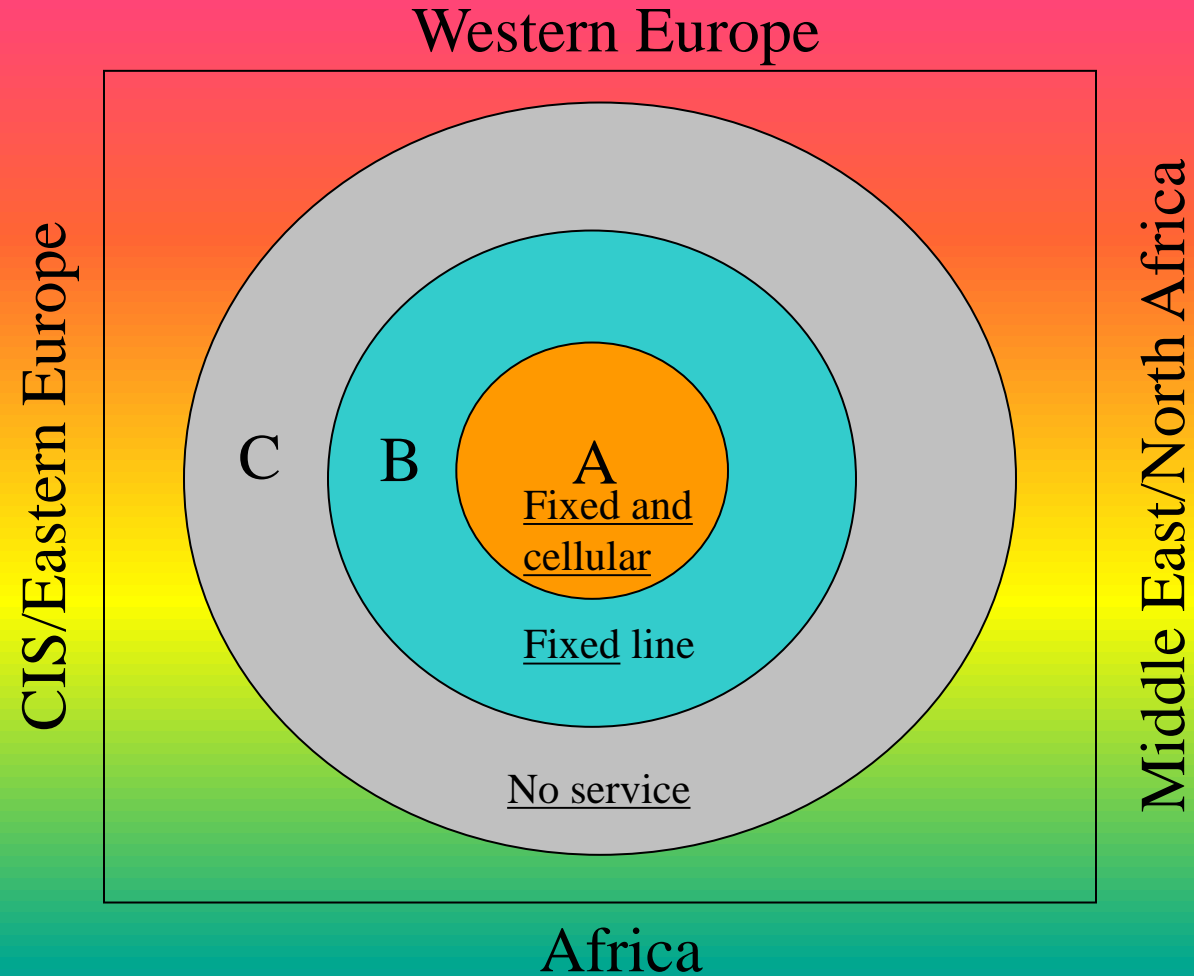 Western Europe
CIS/Eastern Europe
Middle East/North Africa
C
B
A
Fixed and
cellular
Fixed line
No service
Africa